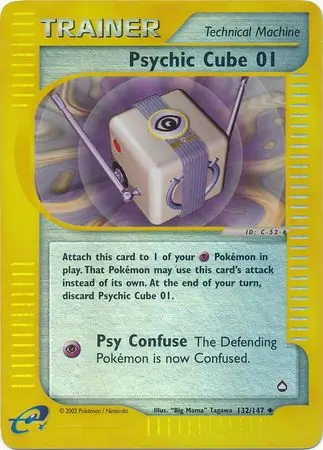 TRAINER
Technical Machine
Psychic Cube 01
ID: C-52-#
Attach this card to 1 of your Pokémon in
play. That Pokémon may use this card's attack
instead of its own. At the end of your turn,
discard Psychic Cube 01.
Psy Confuse The Defending
Pokémon is now Confused.
e
© 2002 Pokémon / Nintendo
Illus. "Big Mama" Tagawa
132/147